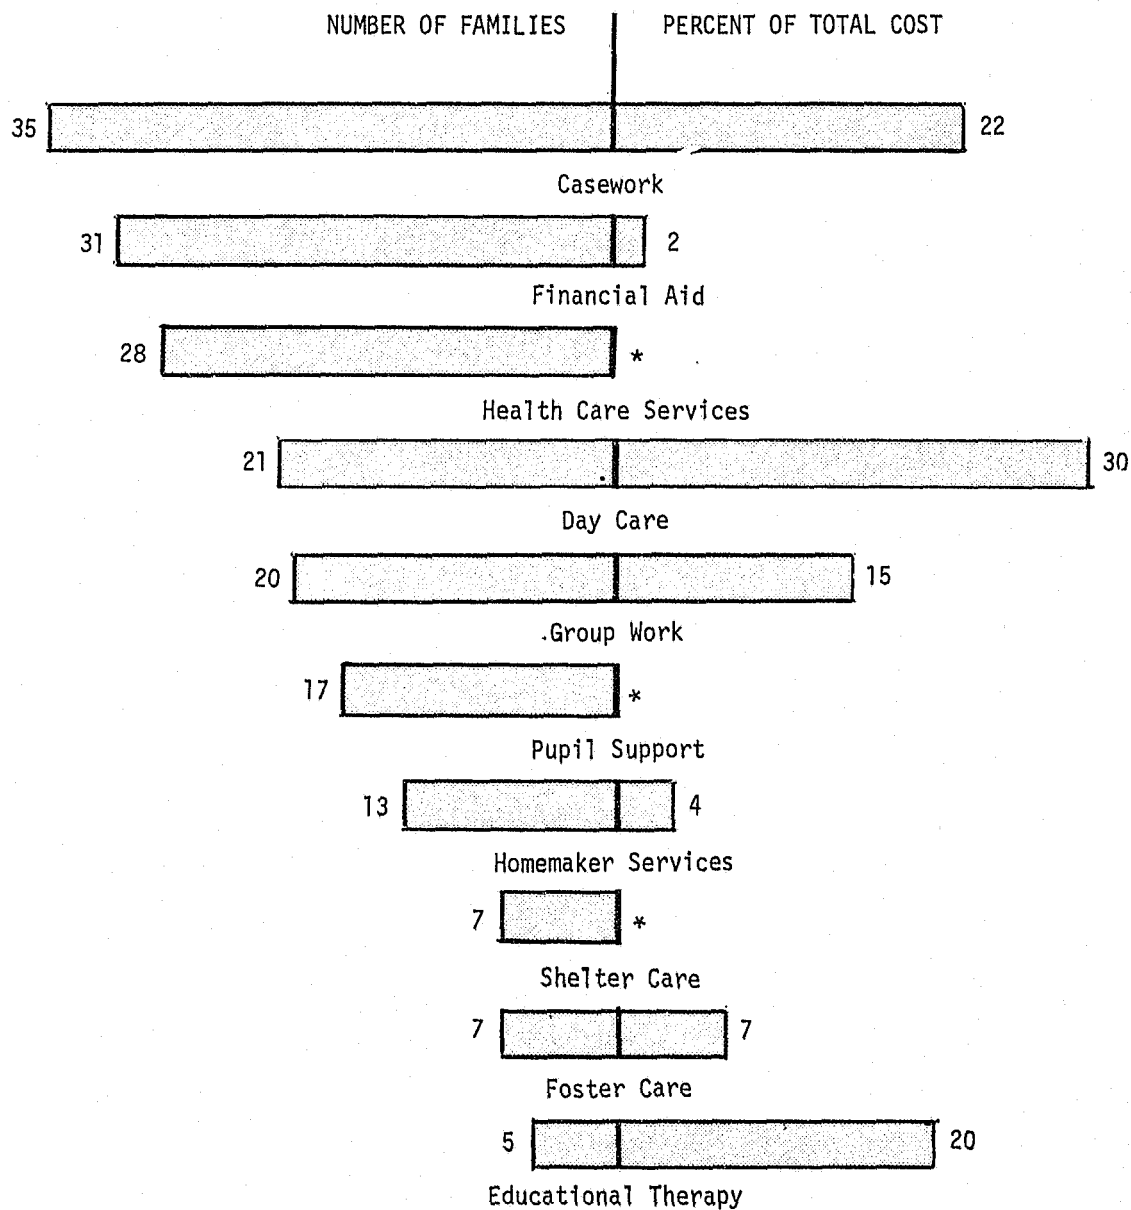 NUMBER OF FAMILIES PERCENT OF TOTAL COST
35 22
Casework
31 2
Financial Aid
28 *
Health Care Services
21 30
Day Care
20 15
.Group Work
17 *
Pupil Support
13 4
Homemaker Services
7 *
Shelter Care
7 7
Foster Care
5 20
Educational Therapy